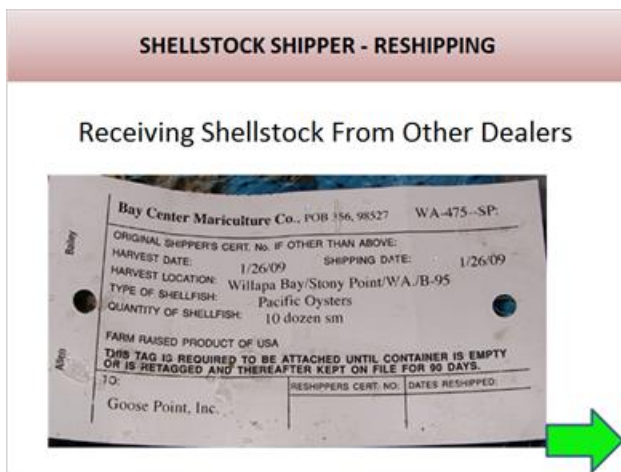 SHELLSTOCK SHIPPER - RESHIPPING
Receiving Shellstock From Other Dealers
Bay Center Mariculture Co., POB 356, 98527 WA-475--SP:
ORIGINAL SHIPPER'S CERT. No. IF OTHER THAN ABOVE:
HARVEST DATE: 1/26/09 SHIPPING DATE: 1/26/09
HARVEST LOCATION: Willapa Bay/Stony Point/WA./B-95
TYPE OF SHELLFISH: Pacific Oysters
QUANTITY OF SHELLFISH: 10 dozen sm
FARM RAISED PRODUCT OF USA
THIS TAG IS REQUIRED TO BE ATTACHED UNTIL CONTAINER IS EMPTY
OR IS RETAGGED AND THEREAFTER KEPT ON FILE FOR 90 DAYS.
TO: RESHIPPERS CERT. NO: DATES RESHIPPED:
Goose Point, Inc.
Bailey
Allen